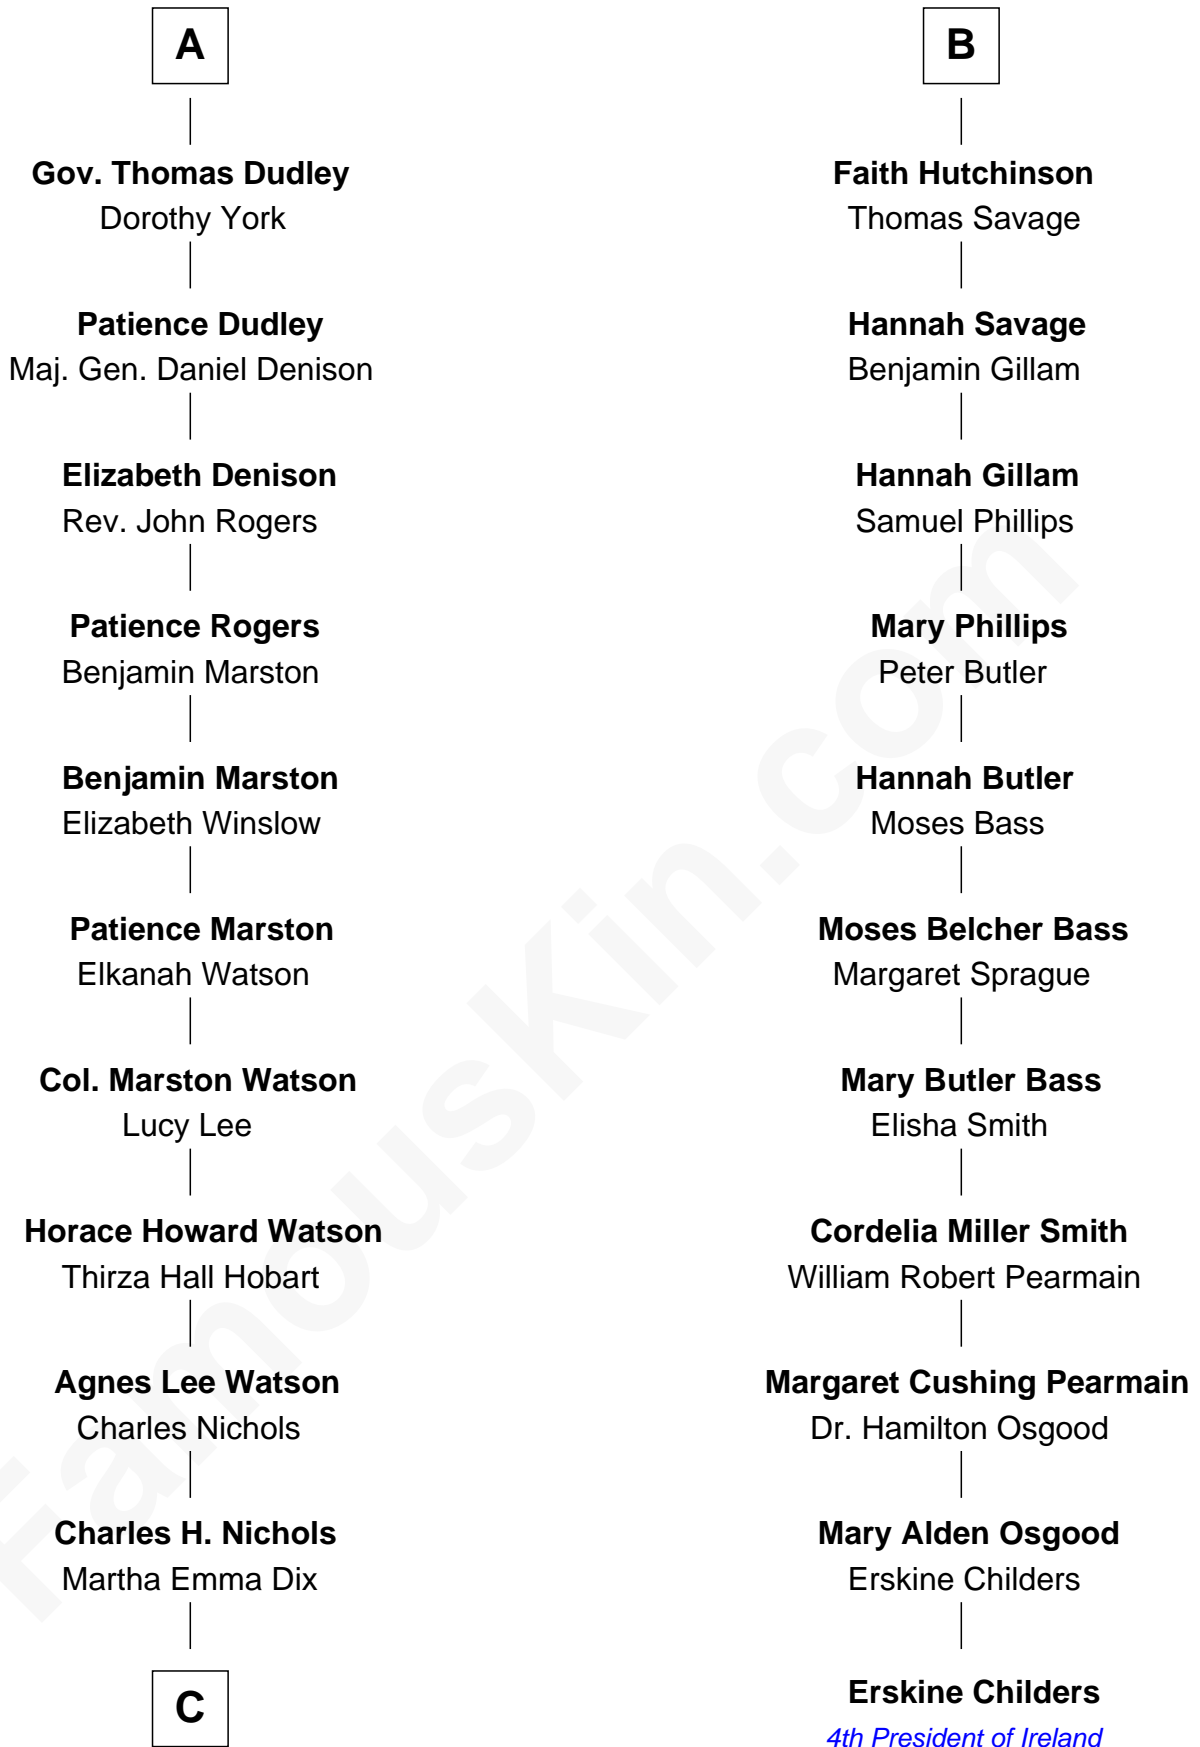 A
Gov. Thomas Dudley
Dorothy York
Patience Dudley
Maj. Gen. Daniel Denison
Elizabeth Denison
Rev. John Rogers
Patience Rogers
Benjamin Marston
Benjamin Marston
Elizabeth Winslow
Patience Marston
Elkanah Watson
Col. Marston Watson
Lucy Lee
Horace Howard Watson
Thirza Hall Hobart
Agnes Lee Watson
Charles Nichols
Charles H. Nichols
Martha Emma Dix
C
B
Faith Hutchinson
Thomas Savage
Hannah Savage
Benjamin Gillam
Hannah Gillam
Samuel Phillips
Mary Phillips
Peter Butler
Hannah Butler
Moses Bass
Moses Belcher Bass
Margaret Sprague
Mary Butler Bass
Elisha Smith
Cordelia Miller Smith
William Robert Pearmain
Margaret Cushing Pearmain
Dr. Hamilton Osgood
Mary Alden Osgood
Erskine Childers
Erskine Childers
4th President of Ireland
FamousKin.com